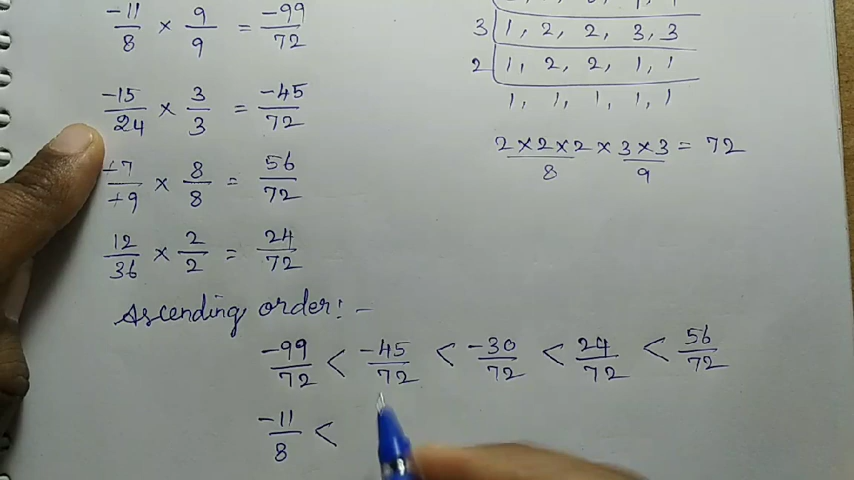 -11/8 × 9/9 = -99/72
-15/24 × 3/3 = -45/72
+7/+9 × 8/8 = 56/72
12/36 × 2/2 = 24/72
3 | 1, 2, 2, 3, 3
2 | 1, 2, 2, 1, 1
1, 1, 1, 1, 1
2×2×2 × 3×3 = 72
8 9
Ascending order:-
-99/72 < -45/72 < -30/72 < 24/72 < 56/72
-11/8 <